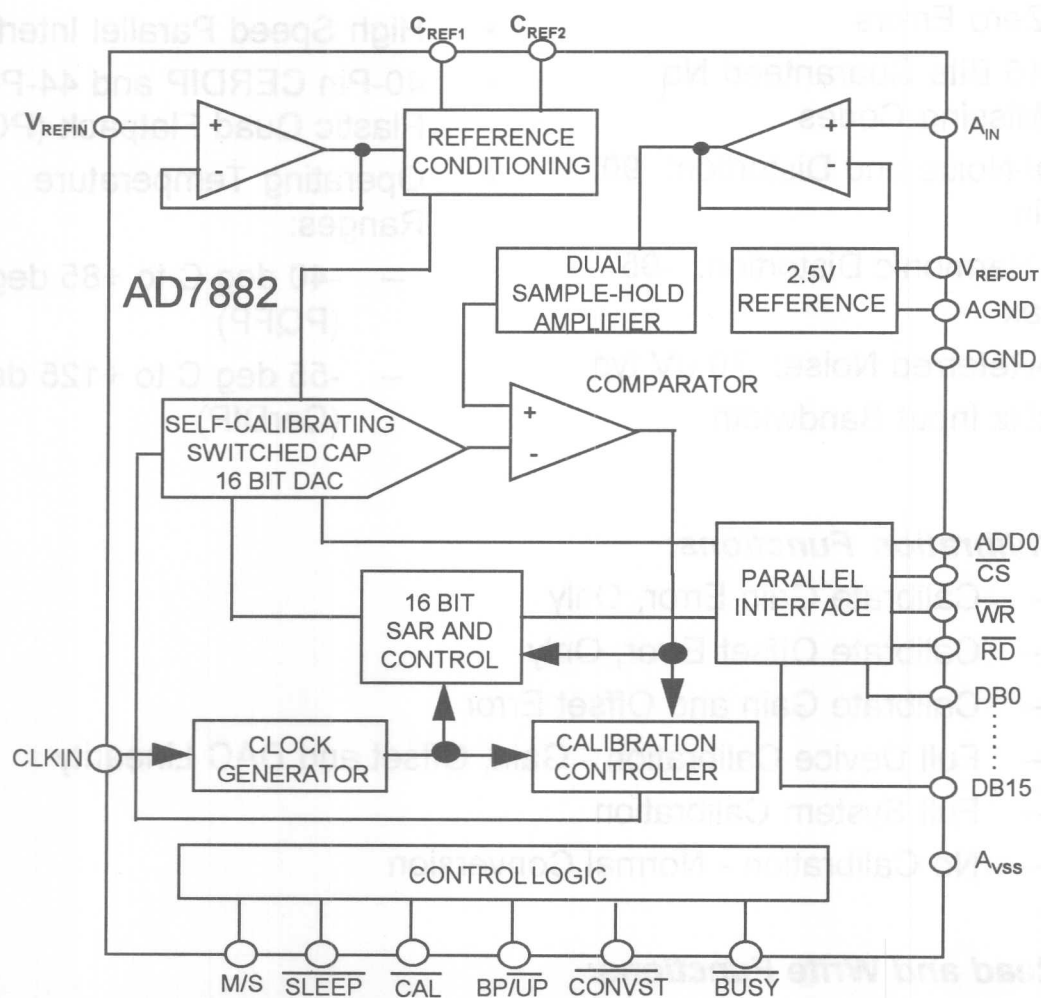 CREF1 CREF2
VREFIN
+
-
REFERENCE
CONDITIONING
+
-
AIN
AD7882
DUAL
SAMPLE-HOLD
AMPLIFIER
2.5V
REFERENCE
VREFOUT
AGND
DGND
COMPARATOR
+
-
SELF-CALIBRATING
SWITCHED CAP
16 BIT DAC
16 BIT
SAR AND
CONTROL
PARALLEL
INTERFACE
ADD0
CS
WR
RD
DB0
DB15
CLKIN
CLOCK
GENERATOR
CALIBRATION
CONTROLLER
AVSS
CONTROL LOGIC
M/S SLEEP CAL BP/UP CONVST BUSY